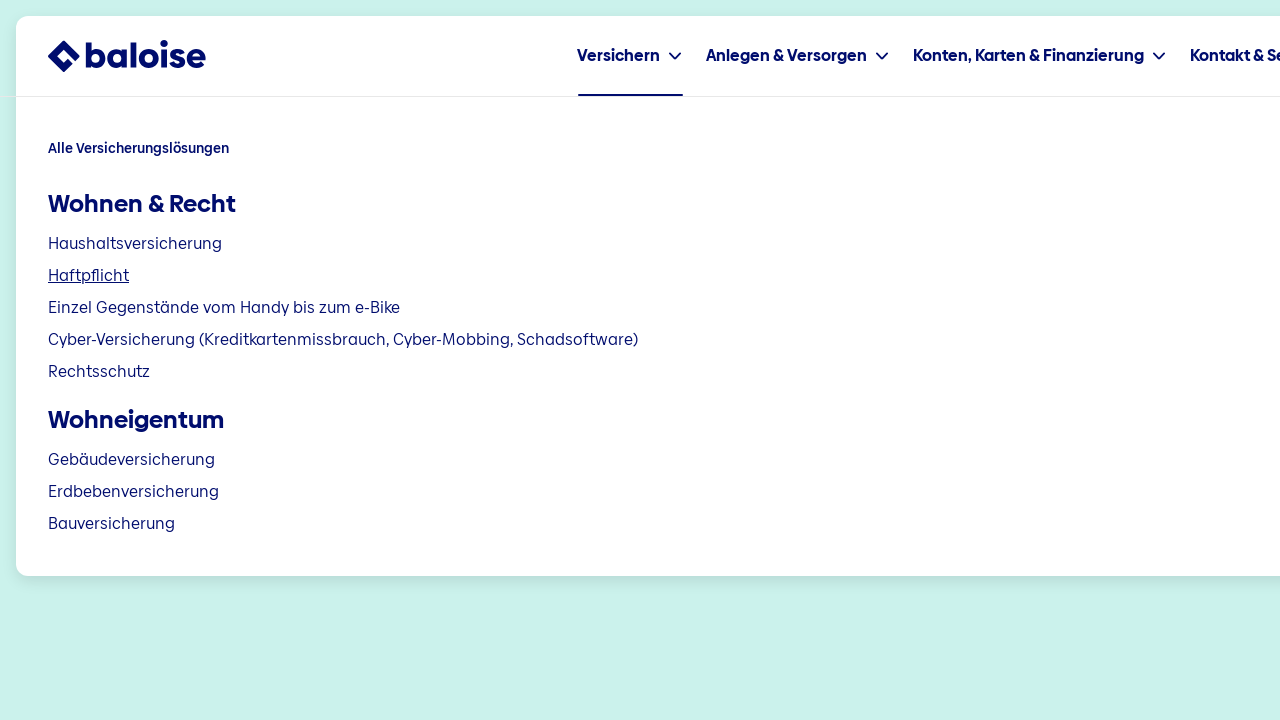 baloise
Versichern
Anlegen & Versorgen
Konten, Karten & Finanzierung
Kontakt & Se
Alle Versicherungslösungen
Wohnen & Recht
Haushaltsversicherung
Haftpflicht
Einzel Gegenstände vom Handy bis zum e-Bike
Cyber-Versicherung (Kreditkartenmissbrauch, Cyber-Mobbing, Schadsoftware)
Rechtsschutz
Wohneigentum
Gebäudeversicherung
Erdbebenversicherung
Bauversicherung